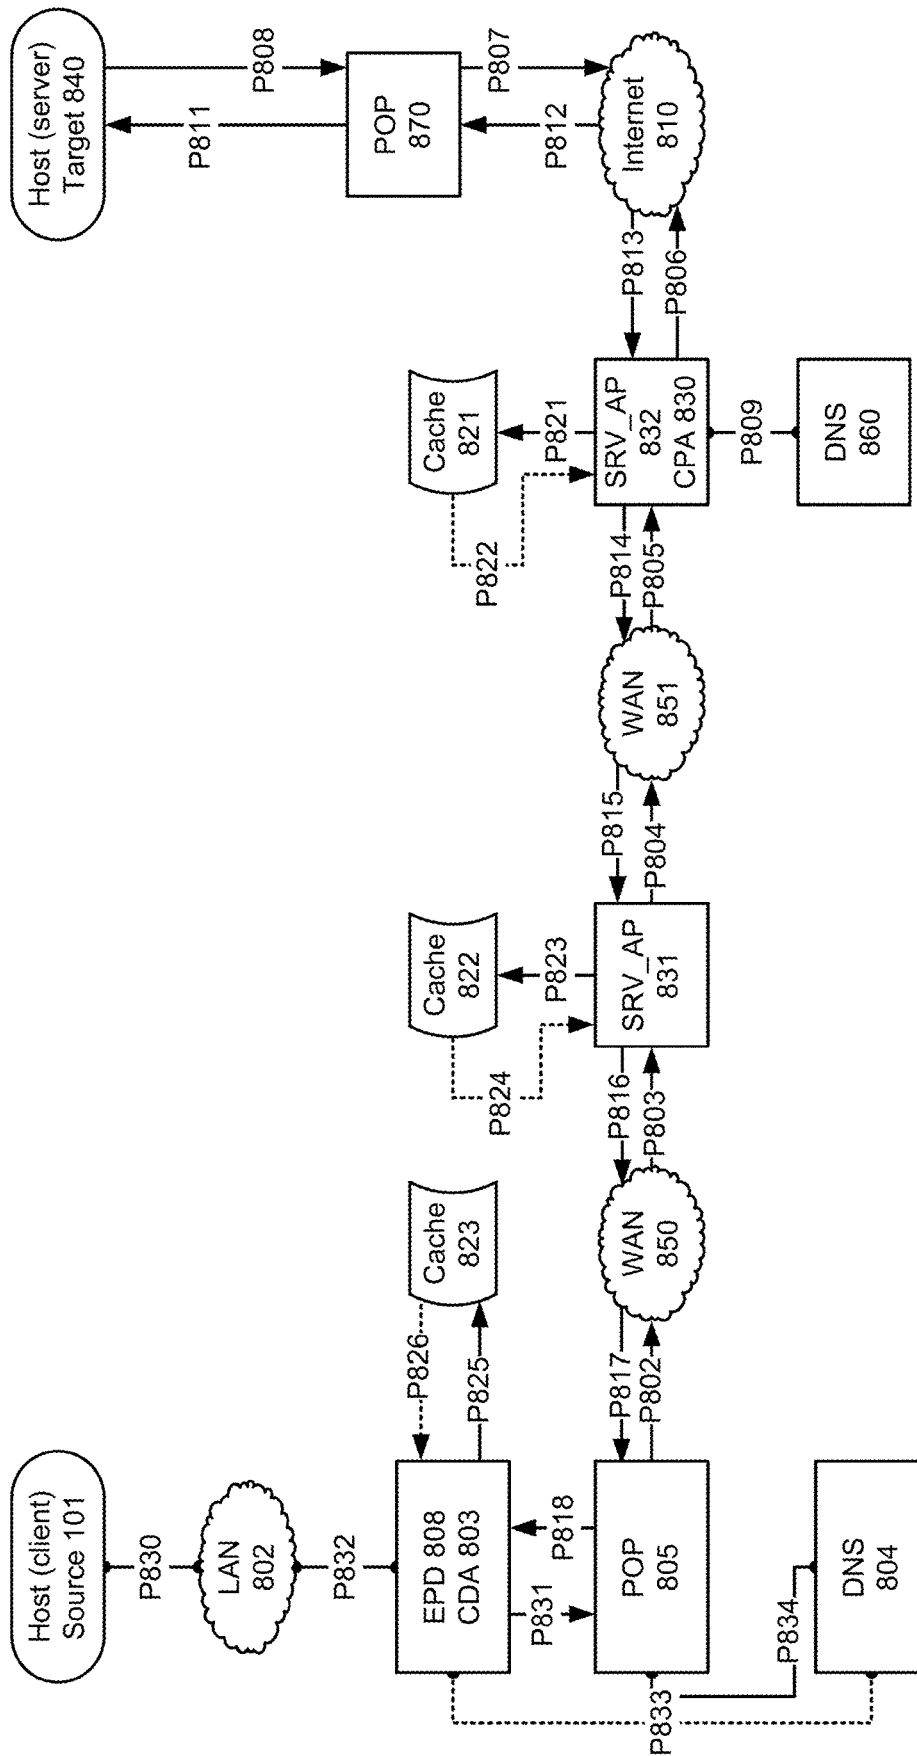 Host (client)
Source 101
P830
LAN
802
P832
EPD 808
CDA 803
P826
P825
Cache
823
P831
P818
POP
805
P833
P834
DNS
804
P817
P802
WAN
850
P816
P803
SRV_AP
831
P824
P823
Cache
822
P815
P804
WAN
851
P814
P805
SRV_AP
832
CPA 830
P822
P821
Cache
821
P809
DNS
860
P813
P806
Internet
810
P812
P807
POP
870
P811
P808
Host (server)
Target 840